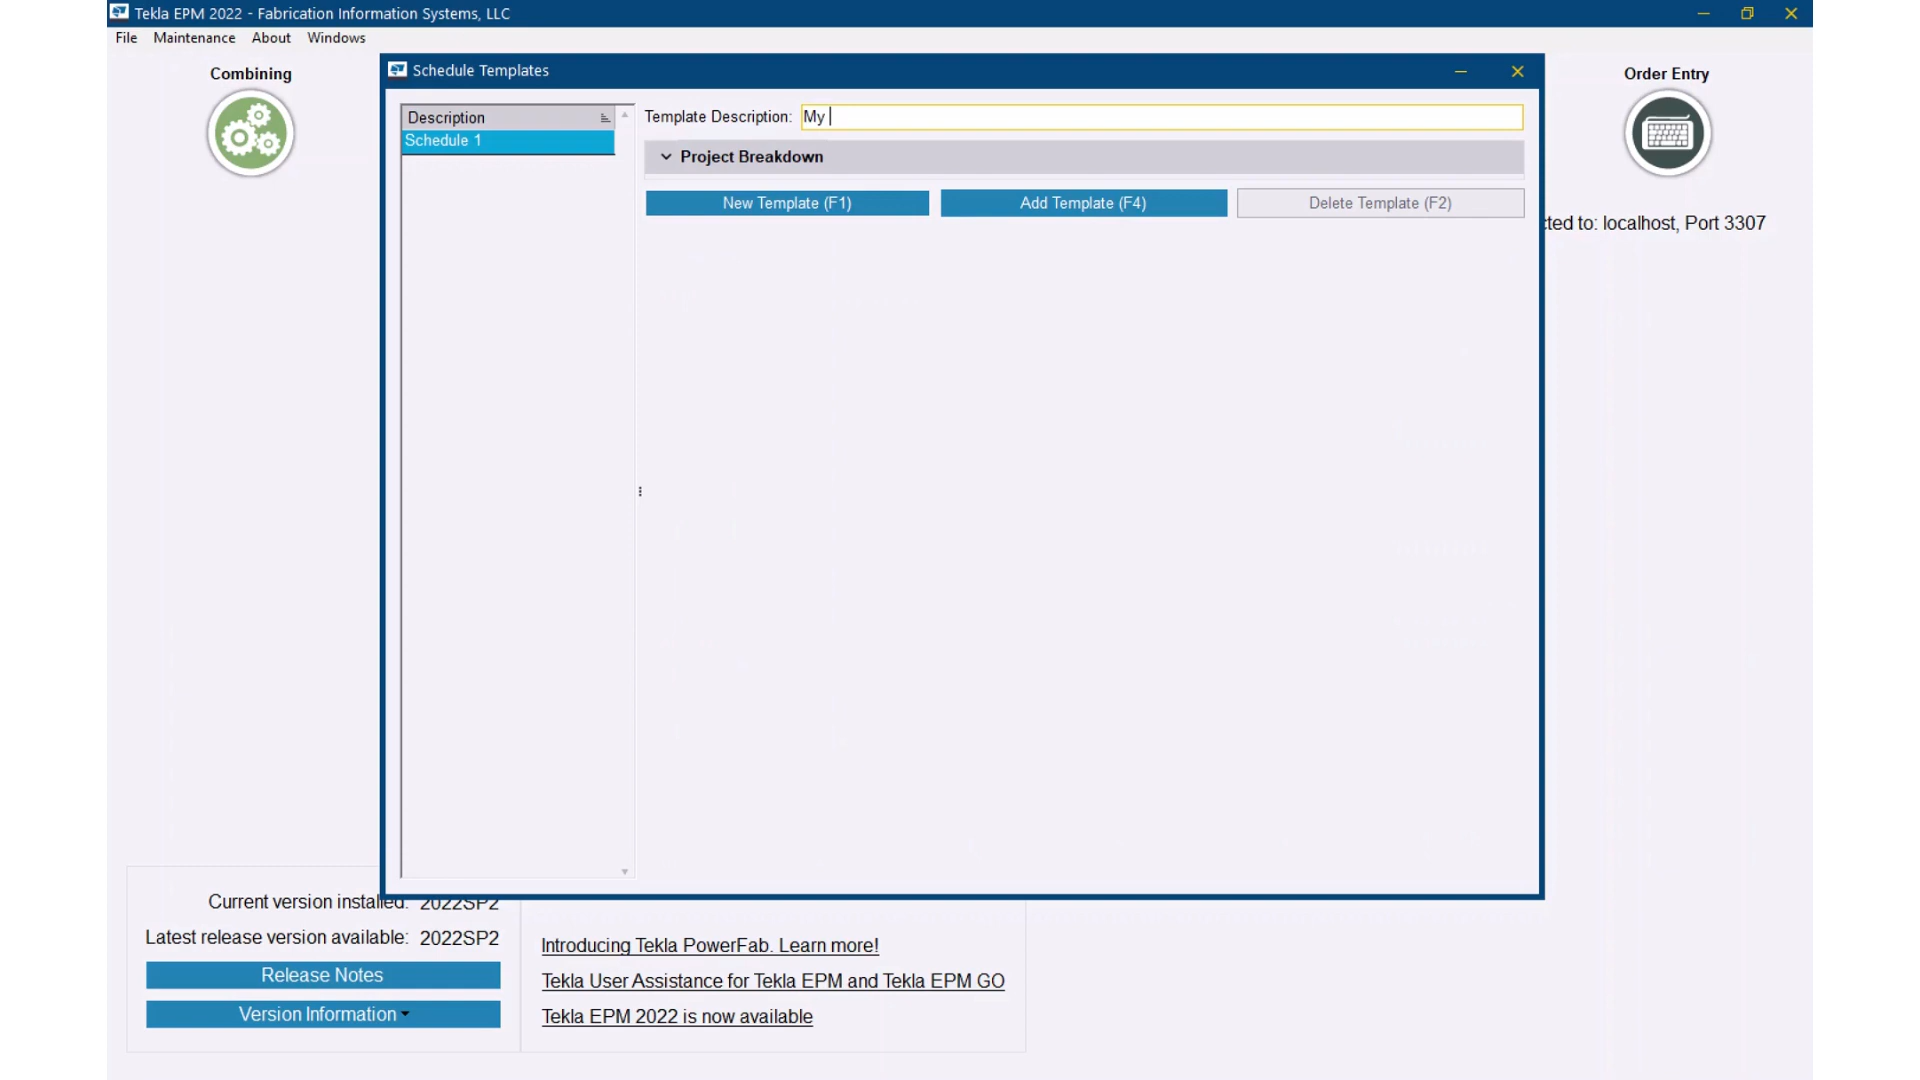 Tekla EPM 2022 - Fabrication Information Systems, LLC
File Maintenance About Windows
Combining
Order Entry
Schedule Templates
Description
Schedule 1
Template Description: My
Project Breakdown
New Template (F1) Add Template (F4) Delete Template (F2)
cted to: localhost, Port 3307
Current version installed: 2022SP2
Latest release version available: 2022SP2
Release Notes
Version Information
Introducing Tekla PowerFab. Learn more!
Tekla User Assistance for Tekla EPM and Tekla EPM GO
Tekla EPM 2022 is now available